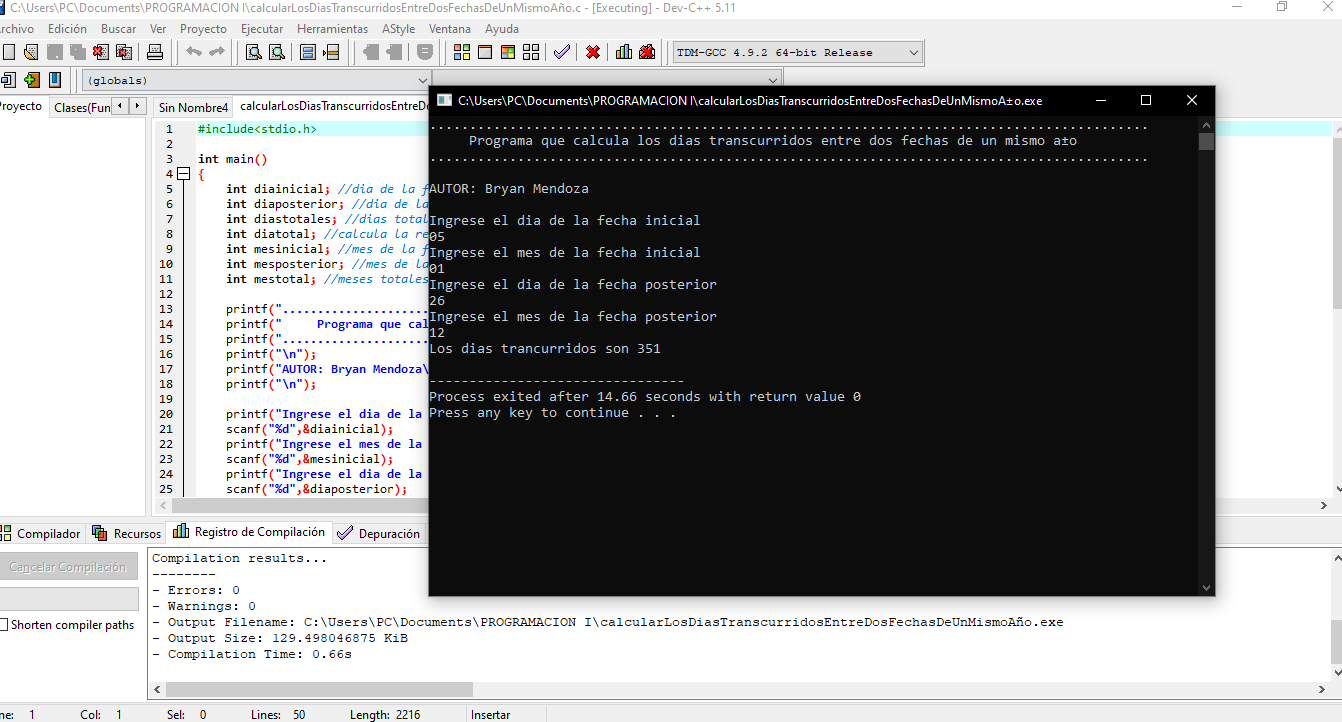 C:\Users\PC\Documents\PROGRAMACION I\calcularLosDiasTranscurridosEntreDosFechasDeUnMismoAño.c - [Executing] - Dev-C++ 5.11
rchivo Edición Buscar Ver Proyecto Ejecutar Herramientas AStyle Ventana Ayuda
TDM-GCC 4.9.2 64-bit Release
(globals)
royecto Clases(Fun Sin Nombre4 calcularLosDiasTranscurridosEntreDo
1 #include<stdio.h>
2
3 int main()
4 {
5 int diainicial; //dia de la f
6 int diaposterior; //dia de la
7 int diastotales; //dias total
8 int diatotal; //calcula la re
9 int mesinicial; //mes de la f
10 int mesposterior; //mes de la
11 int mestotal; //meses totales
12
13 printf(".....................
14 printf("     Programa que cal
15 printf(".....................
16 printf("\n");
17 printf("AUTOR: Bryan Mendoza\
18 printf("\n");
19
20 printf("Ingrese el dia de la
21 scanf("%d",&diainicial);
22 printf("Ingrese el mes de la
23 scanf("%d",&mesinicial);
24 printf("Ingrese el dia de la
25 scanf("%d",&diaposterior);
C:\Users\PC\Documents\PROGRAMACION I\calcularLosDiasTranscurridosEntreDosFechasDeUnMismoA±o.exe
..........................................................................................
Programa que calcula los dias transcurridos entre dos fechas de un mismo a±o
..........................................................................................
AUTOR: Bryan Mendoza
Ingrese el dia de la fecha inicial
05
Ingrese el mes de la fecha inicial
01
Ingrese el dia de la fecha posterior
26
Ingrese el mes de la fecha posterior
12
Los dias trancurridos son 351
--------------------------------
Process exited after 14.66 seconds with return value 0
Press any key to continue . . .
Compilador Recursos Registro de Compilación Depuración
Cancelar Compilación
Shorten compiler paths
Compilation results...
--------
- Errors: 0
- Warnings: 0
- Output Filename: C:\Users\PC\Documents\PROGRAMACION I\calcularLosDiasTranscurridosEntreDosFechasDeUnMismoAño.exe
- Output Size: 129.498046875 KiB
- Compilation Time: 0.66s
ne: 1 Col: 1 Sel: 0 Lines: 50 Length: 2216 Insertar